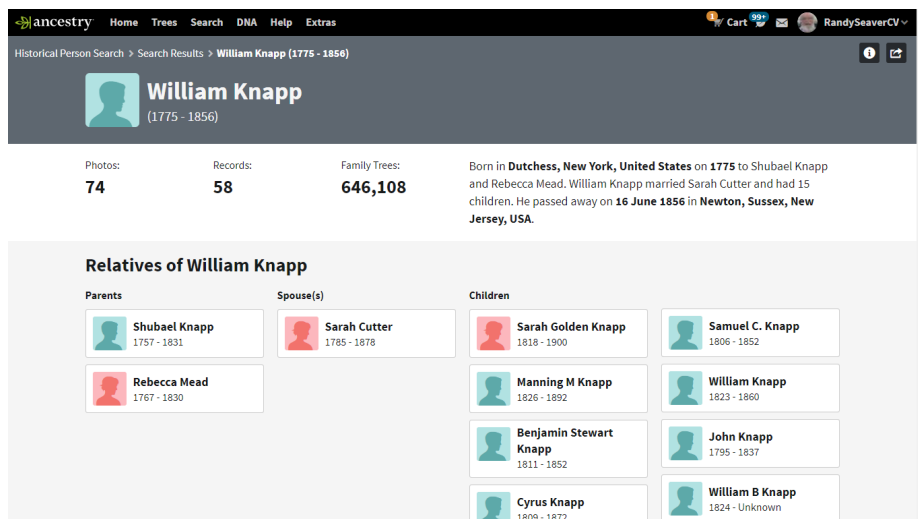 ancestry Home Trees Search DNA Help Extras 1 Cart 99+ RandySeaverCV
Historical Person Search > Search Results > William Knapp (1775 - 1856)
William Knapp
(1775 - 1856)
Photos:
74
Records:
58
Family Trees:
646,108
Born in Dutchess, New York, United States on 1775 to Shubael Knapp
and Rebecca Mead. William Knapp married Sarah Cutter and had 15
children. He passed away on 16 June 1856 in Newton, Sussex, New
Jersey, USA.
Relatives of William Knapp
Parents
Shubael Knapp
1757 - 1831
Rebecca Mead
1767 - 1830
Spouse(s)
Sarah Cutter
1785 - 1878
Children
Sarah Golden Knapp
1818 - 1900
Manning M Knapp
1826 - 1892
Benjamin Stewart
Knapp
1811 - 1852
Cyrus Knapp
1809 - 1872
Samuel C. Knapp
1806 - 1852
William Knapp
1823 - 1860
John Knapp
1795 - 1837
William B Knapp
1824 - Unknown